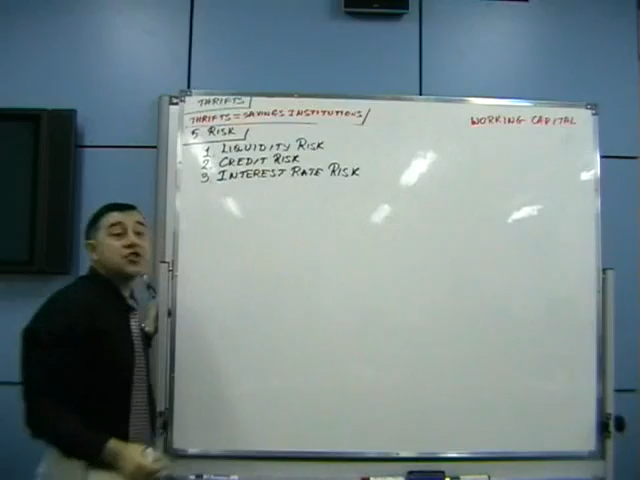 THRIFTS
THRIFTS = SAVINGS INSTITUTIONS
WORKING CAPITAL
5. RISK
1. LIQUIDITY RISK
2. CREDIT RISK
3. INTEREST RATE RISK